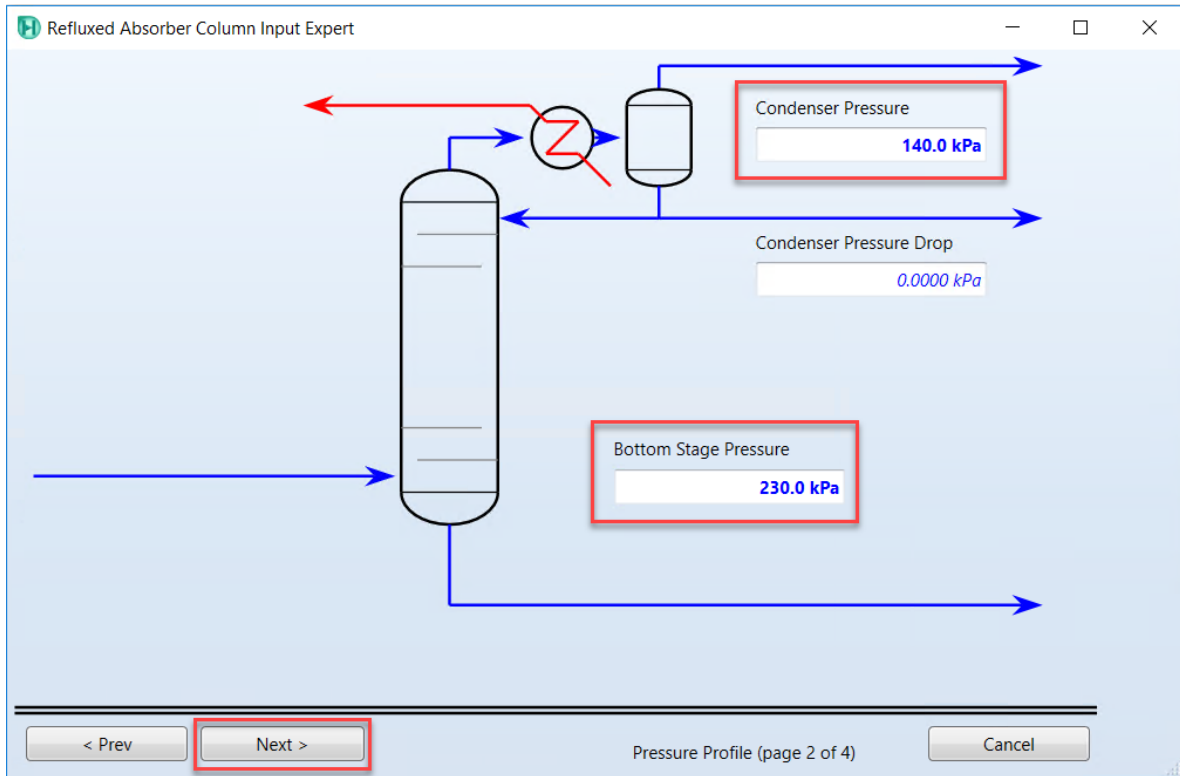 Refluxed Absorber Column Input Expert
Condenser Pressure
140.0 kPa
Condenser Pressure Drop
0.0000 kPa
Bottom Stage Pressure
230.0 kPa
< Prev
Next >
Pressure Profile (page 2 of 4)
Cancel